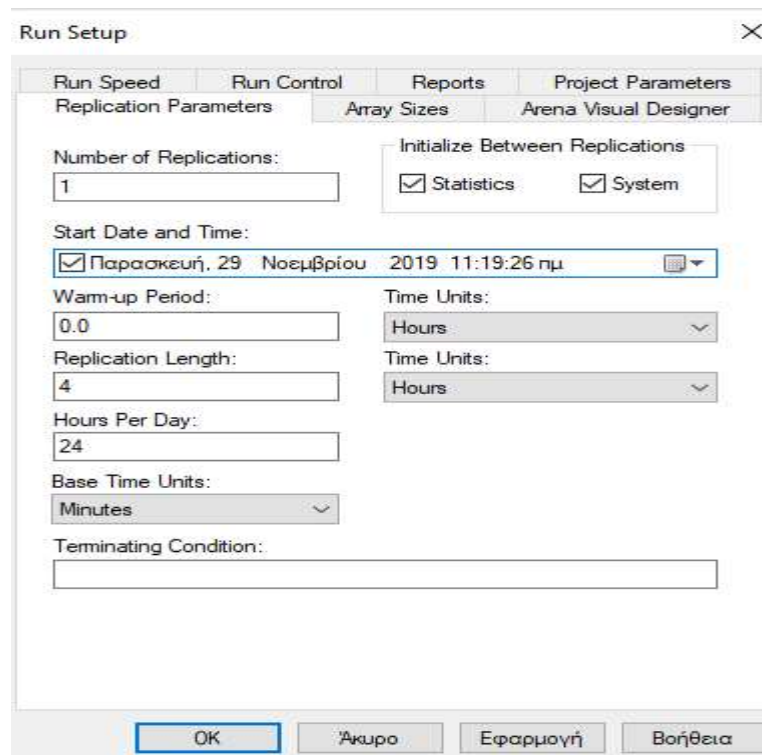 Run Setup
Run Speed Run Control Reports Project Parameters
Replication Parameters Array Sizes Arena Visual Designer
Number of Replications:
1
Initialize Between Replications
Statistics System
Start Date and Time:
Παρασκευή, 29 Νοεμβρίου 2019 11:19:26 πμ
Warm-up Period: Time Units:
0.0 Hours
Replication Length: Time Units:
4 Hours
Hours Per Day:
24
Base Time Units:
Minutes
Terminating Condition:
OK Άκυρο Εφαρμογή Βοήθεια